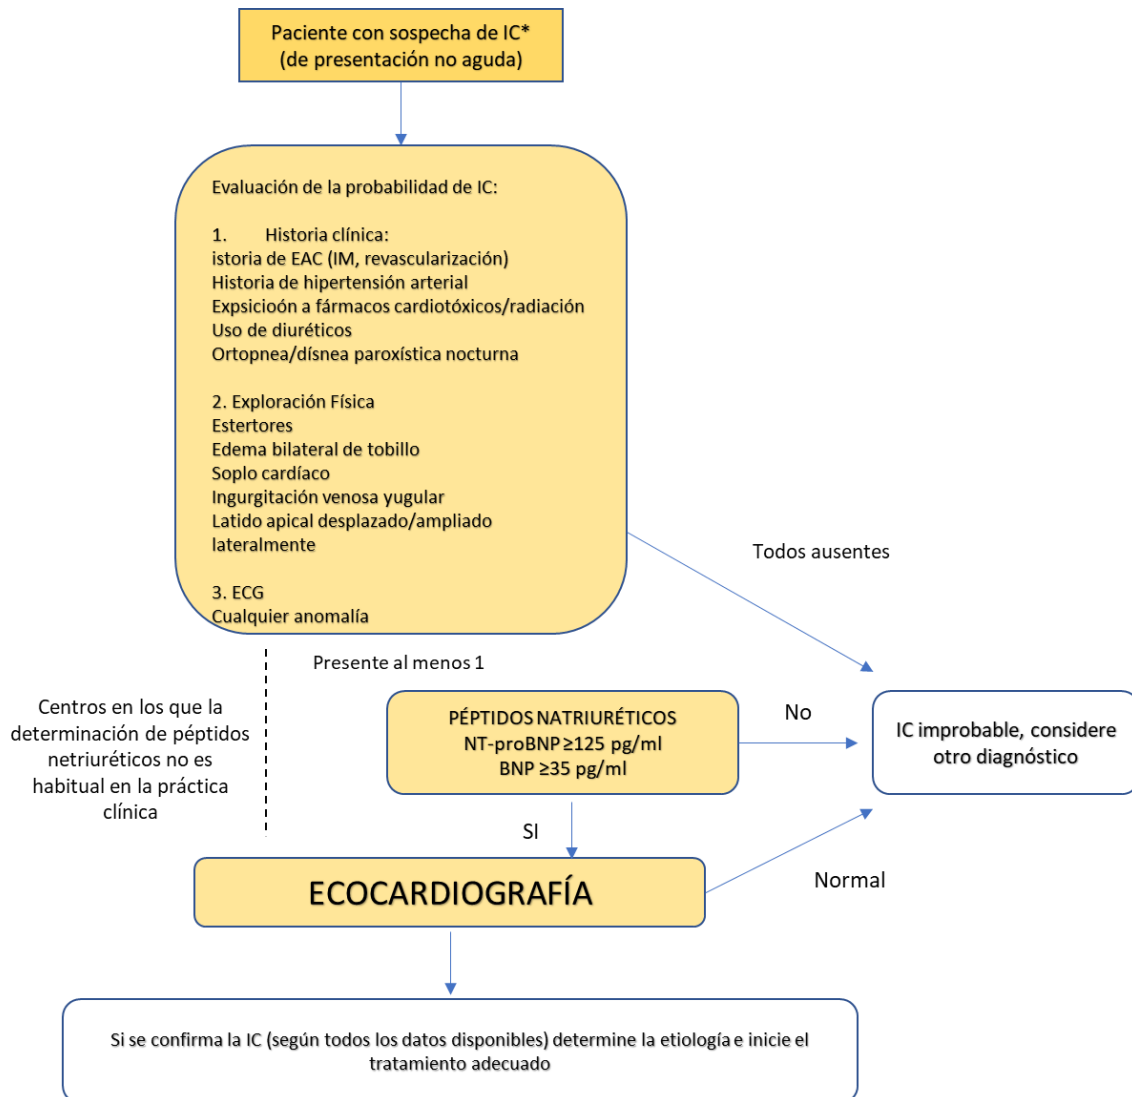 Paciente con sospecha de IC*
(de presentación no aguda)
Evaluación de la probabilidad de IC:
1. Historia clínica:
istoria de EAC (IM, revascularización)
Historia de hipertensión arterial
Expsicioón a fármacos cardiotóxicos/radiación
Uso de diuréticos
Ortopnea/dísnea paroxística nocturna
2. Exploración Física
Estertores
Edema bilateral de tobillo
Soplo cardíaco
Ingurgitación venosa yugular
Latido apical desplazado/ampliado
lateralmente
3. ECG
Cualquier anomalía
Todos ausentes
Presente al menos 1
Centros en los que la
determinación de péptidos
netriuréticos no es
habitual en la práctica
clínica
PÉPTIDOS NATRIURÉTICOS
NT-proBNP ≥125 pg/ml
BNP ≥35 pg/ml
No
IC improbable, considere
otro diagnóstico
SI
ECOCARDIOGRAFÍA
Normal
Si se confirma la IC (según todos los datos disponibles) determine la etiología e inicie el
tratamiento adecuado